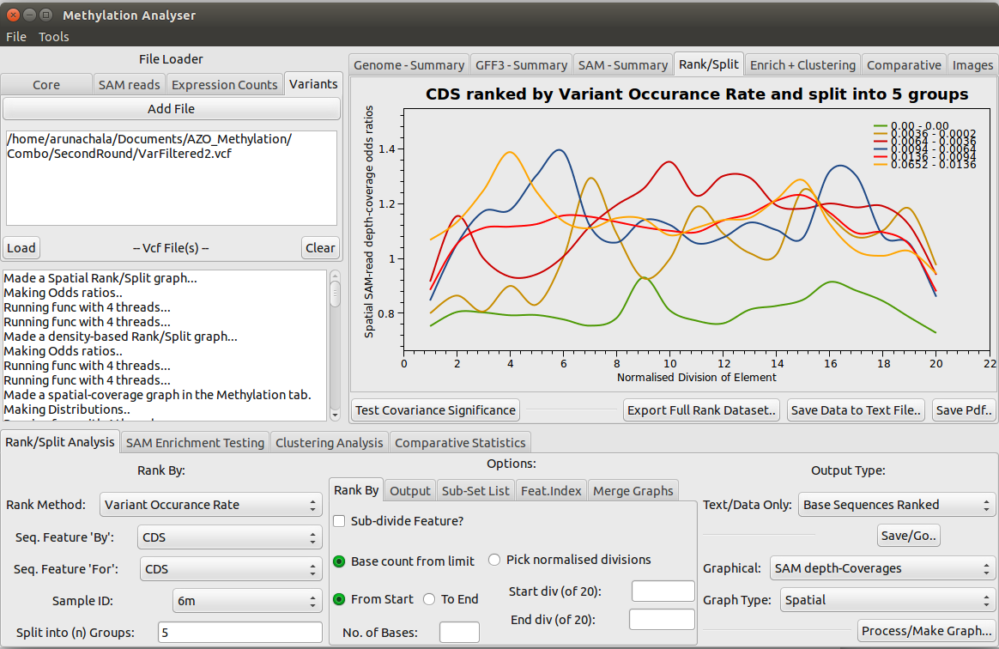 Methylation Analyser
File Tools
File Loader
Core SAM reads Expression Counts Variants
Add File
/home/arunachala/Documents/AZO_Methylation/
Combo/SecondRound/VarFiltered2.vcf
Load -- Vcf File(s) -- Clear
Made a Spatial Rank/Split graph...
Making Odds ratios..
Running func with 4 threads...
Running func with 4 threads...
Made a density-based Rank/Split graph...
Making Odds ratios..
Running func with 4 threads...
Running func with 4 threads...
Made a spatial-coverage graph in the Methylation tab.
Making Distributions..
Genome - Summary GFF3 - Summary SAM - Summary Rank/Split Enrich + Clustering Comparative Images
CDS ranked by Variant Occurance Rate and split into 5 groups
Spatial SAM-read depth-coverage odds ratios
1.4
1.2
1
0.8
0.00 - 0.00
0.0036 - 0.0002
0.0064 - 0.0036
0.0094 - 0.0064
0.0136 - 0.0094
0.0652 - 0.0136
0 2 4 6 8 10 12 14 16 18 20 22
Normalised Division of Element
Test Covariance Significance Export Full Rank Dataset.. Save Data to Text File.. Save Pdf..
Rank/Split Analysis SAM Enrichment Testing Clustering Analysis Comparative Statistics
Rank By:
Rank Method: Variant Occurance Rate
Seq. Feature 'By': CDS
Seq. Feature 'For': CDS
Sample ID: 6m
Split into (n) Groups: 5
Options:
Rank By Output Sub-Set List Feat.Index Merge Graphs
Sub-divide Feature?
Base count from limit Pick normalised divisions
From Start To End Start div (of 20):
End div (of 20):
No. of Bases:
Output Type:
Text/Data Only: Base Sequences Ranked
Save/Go..
Graphical: SAM depth-Coverages
Graph Type: Spatial
Process/Make Graph...